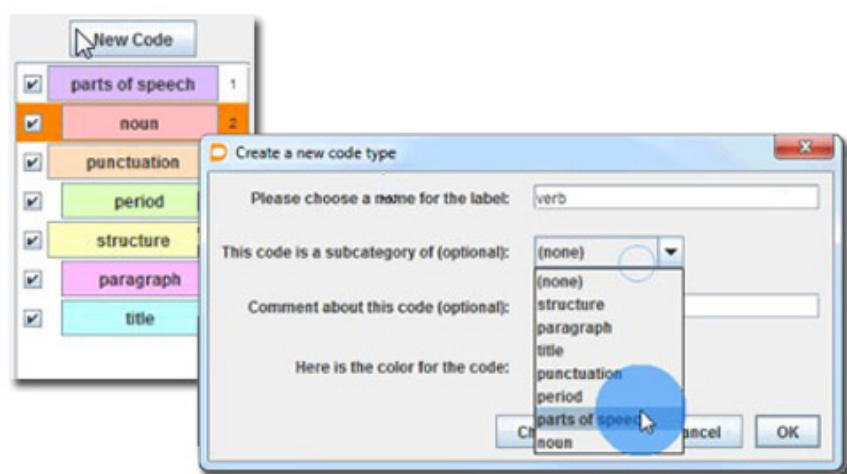 New Code
parts of speech 1
noun 2
punctuation
period
structure
paragraph
title
Create a new code type
Please choose a name for the label: verb
This code is a subcategory of (optional): (none)
(none)
structure
Comment about this code (optional):
paragraph
title
Here is the color for the code:
punctuation
period
parts of speech
noun
OK